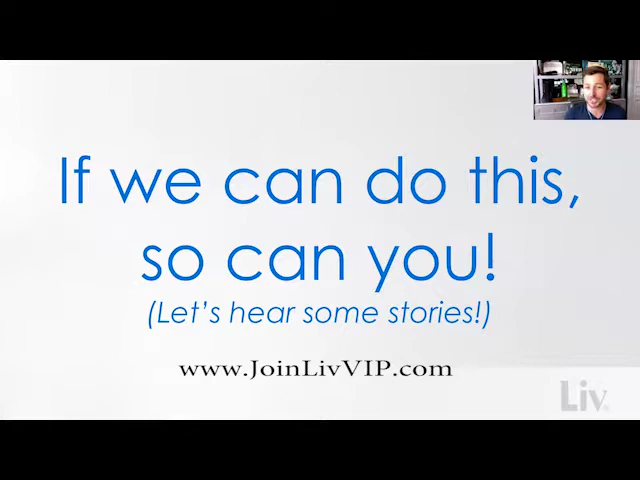 If we can do this,
so can you!
(Let's hear some stories!)
www.JoinLivVIP.com
Liv